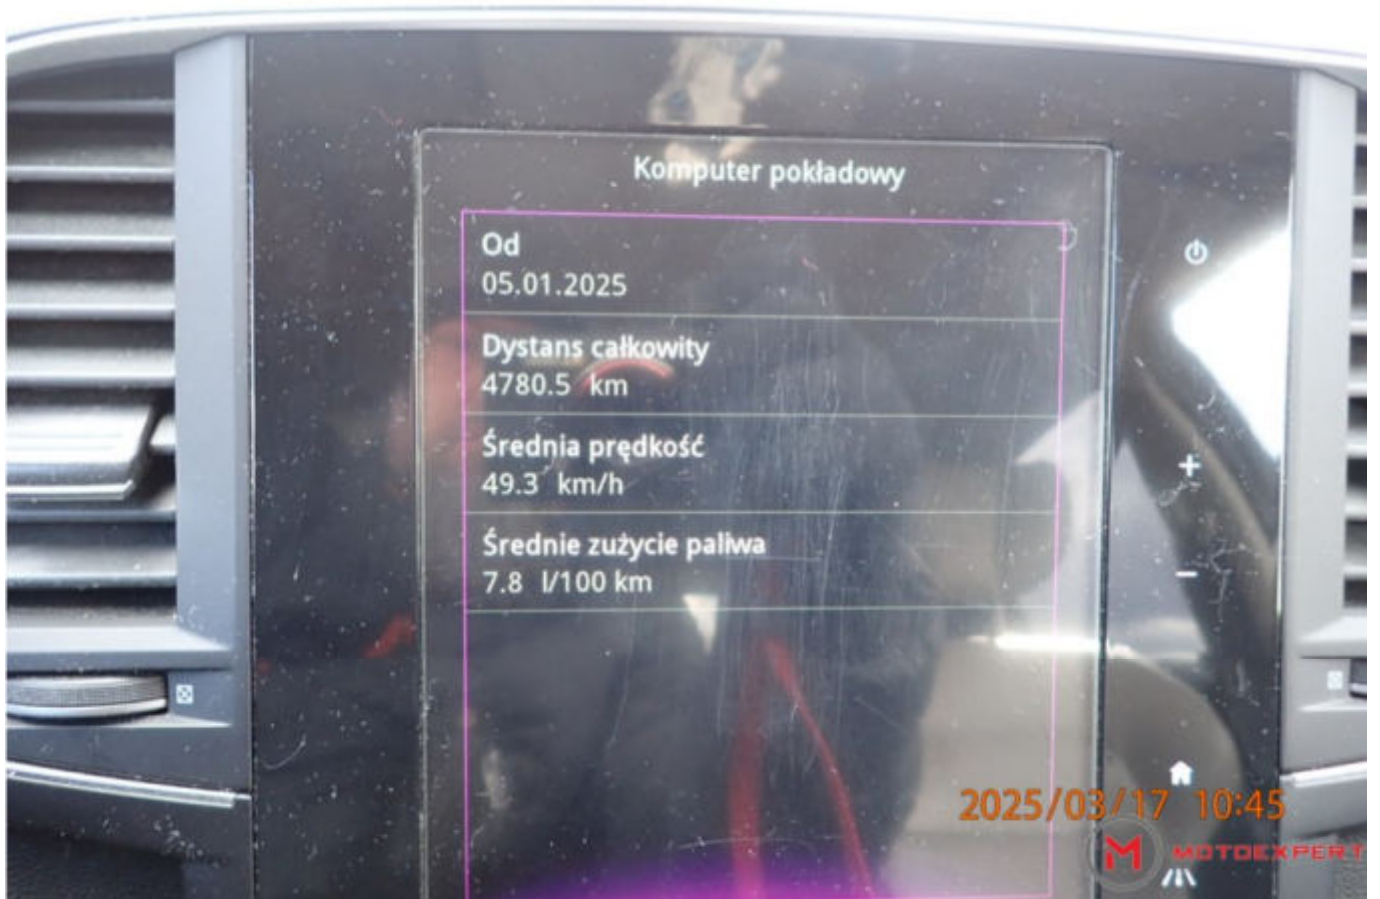 Komputer pokładowy
Od
05.01.2025
Dystans całkowity
4780.5 km
Średnia prędkość
49.3 km/h
Średnie zużycie paliwa
7.8 l/100 km
2025/03/17 10:45
M MOTOEXPERT